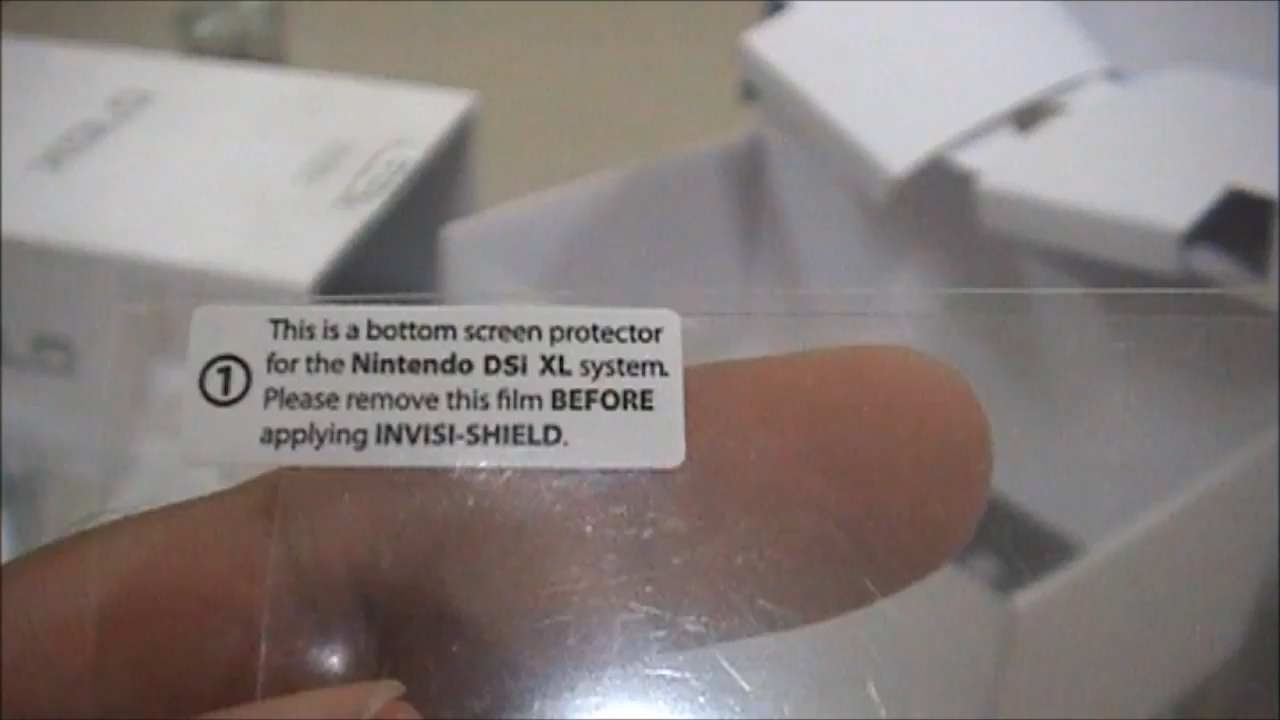 This is a bottom screen protector
① for the Nintendo DSi XL system.
Please remove this film BEFORE
applying INVISI-SHIELD.